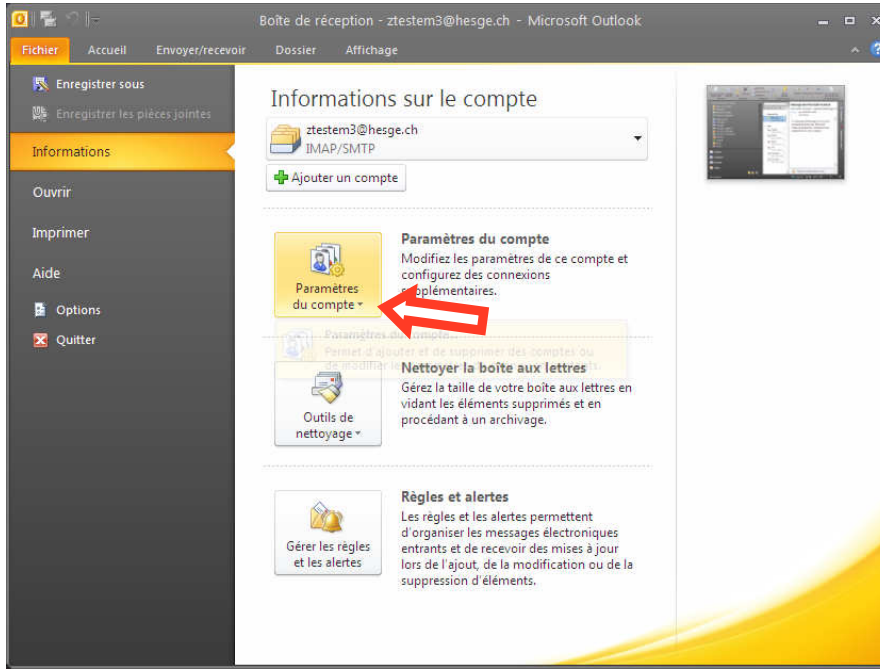 Boîte de réception - ztestem3@hesge.ch - Microsoft Outlook
Fichier Accueil Envoyer/recevoir Dossier Affichage
Enregistrer sous
Enregistrer les pièces jointes
Informations
Ouvrir
Imprimer
Aide
Options
Quitter
Informations sur le compte
ztestem3@hesge.ch
IMAP/SMTP
Ajouter un compte
Paramètres
du compte
Paramètres du compte
Modifiez les paramètres de ce compte et
configurez des connexions
supplémentaires.
Paramètres du compte...
Permet d'ajouter et de supprimer des comptes ou
de modifier
Outils de
nettoyage
Nettoyer la boîte aux lettres
Gérez la taille de votre boîte aux lettres en
vidant les éléments supprimés et en
procédant à un archivage.
Gérer les règles
et les alertes
Règles et alertes
Les règles et les alertes permettent
d'organiser les messages électroniques
entrants et de recevoir des mises à jour
lors de l'ajout, de la modification ou de la
suppression d'éléments.